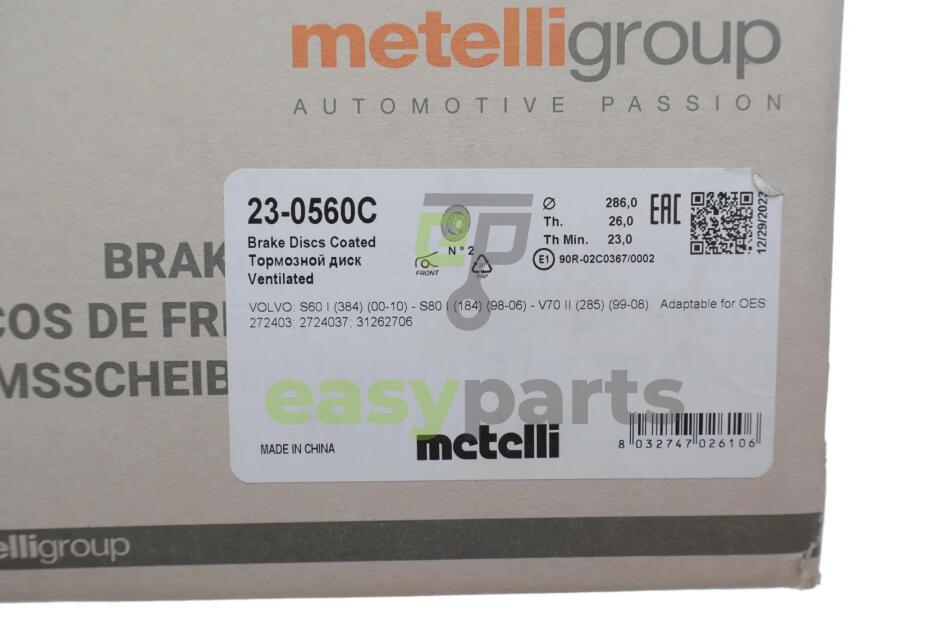 metelligroup
AUTOMOTIVE PASSION
23-0560C
Brake Discs Coated
Тормозной диск
Ventilated
FRONT
N° 2
20
PAP
Ø 286,0
Th. 26,0
Th Min. 23,0
E1 90R-02C0367/0002
EAC
12/29/2023
VOLVO: S60 I (384) (00-10) - S80 I (184) (98-06) - V70 II (285) (99-08). Adaptable for OES
272403; 2724037; 31262706
BRAK
COS DE FRE
MSSCHEIB
easyparts
MADE IN CHINA
metelli
8 032747 026106
elligroup